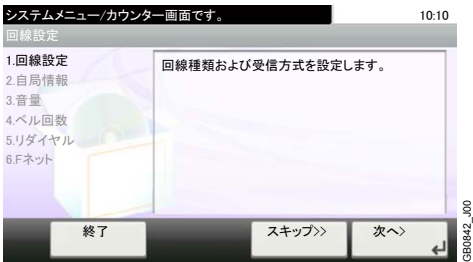 システムメニュー/カウンター画面です。 10:10
回線設定
1.回線設定
2.自局情報
3.音量
4.ベル回数
5.リダイヤル
6.Fネット
回線種類および受信方式を設定します。
終了 スキップ>> 次へ>
GB0842_J00